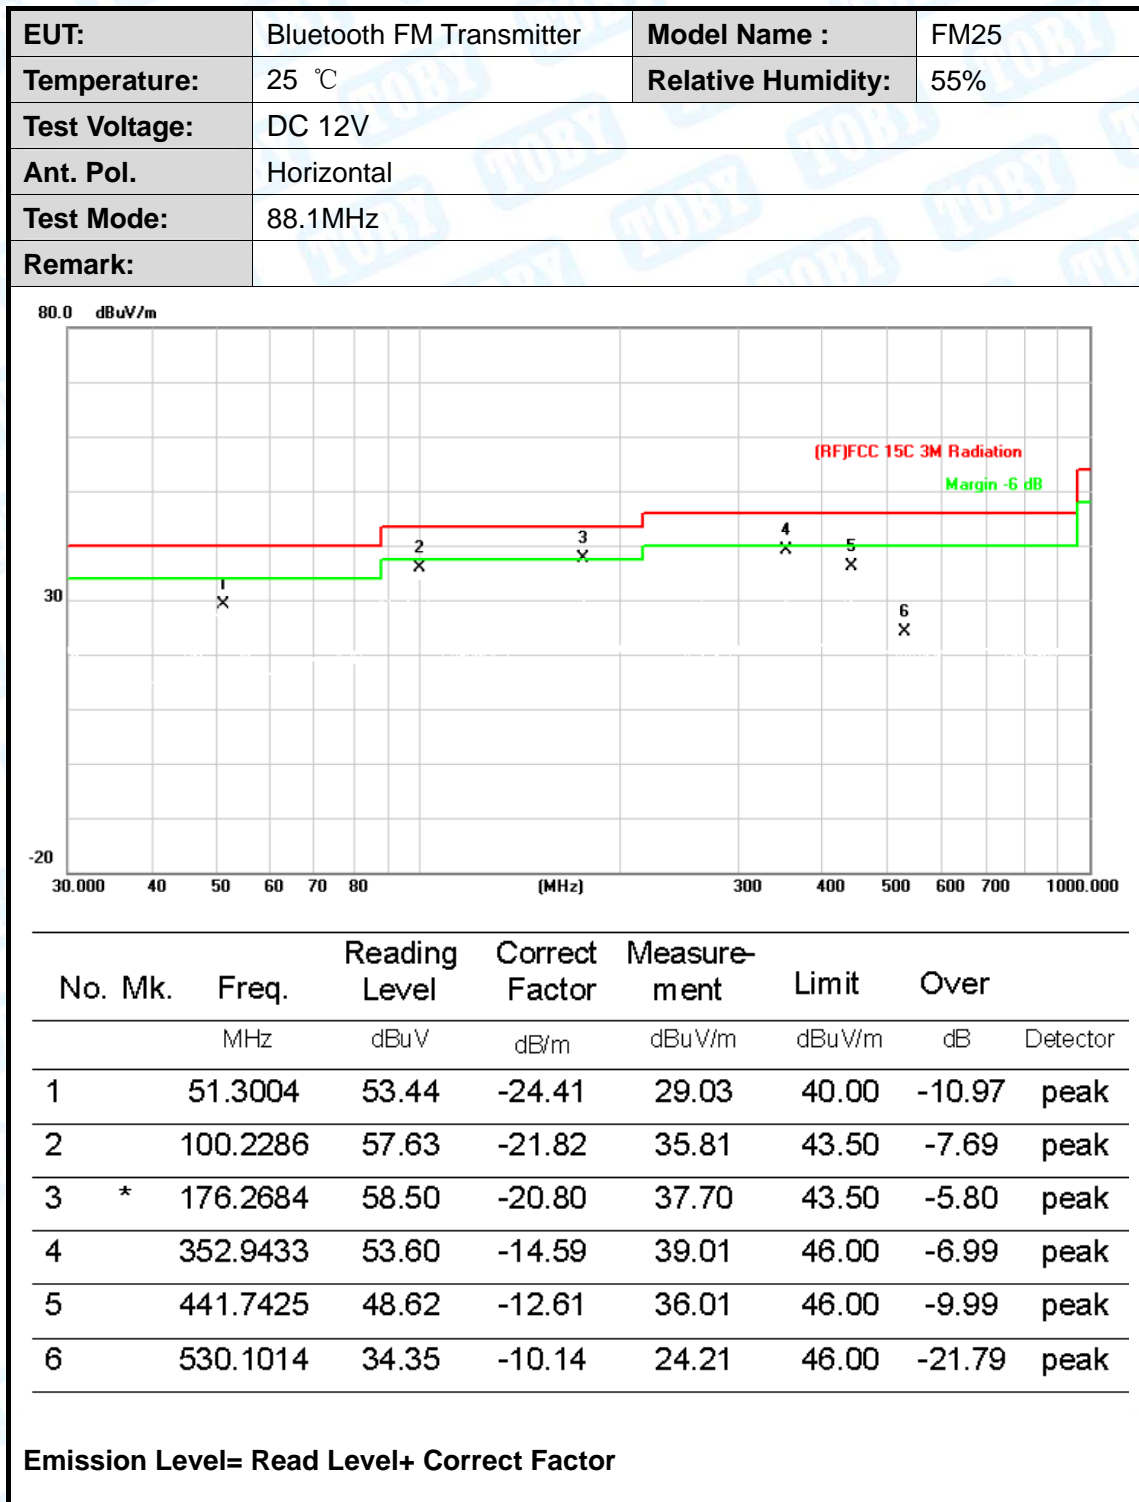 EUT: Bluetooth FM Transmitter Model Name : FM25
Temperature: 25 ℃ Relative Humidity: 55%
Test Voltage: DC 12V
Ant. Pol. Horizontal
Test Mode: 88.1MHz
Remark:
80.0 dBuV/m
(RF)FCC 15C 3M Radiation
Margin -6 dB
1 2 3 4 5 6
30
-20
30.000 40 50 60 70 80 (MHz) 300 400 500 600 700 1000.000
No. Mk. Freq. Reading Level Correct Factor Measure-ment Limit Over
MHz dBuV dB/m dBuV/m dBuV/m dB Detector
1 51.3004 53.44 -24.41 29.03 40.00 -10.97 peak
2 100.2286 57.63 -21.82 35.81 43.50 -7.69 peak
3 * 176.2684 58.50 -20.80 37.70 43.50 -5.80 peak
4 352.9433 53.60 -14.59 39.01 46.00 -6.99 peak
5 441.7425 48.62 -12.61 36.01 46.00 -9.99 peak
6 530.1014 34.35 -10.14 24.21 46.00 -21.79 peak
Emission Level= Read Level+ Correct Factor
TOBY